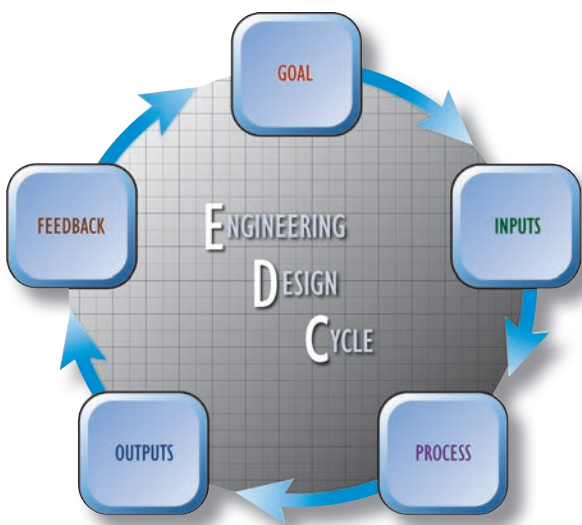 GOAL
INPUTS
PROCESS
OUTPUTS
FEEDBACK
ENGINEERING
DESIGN
CYCLE